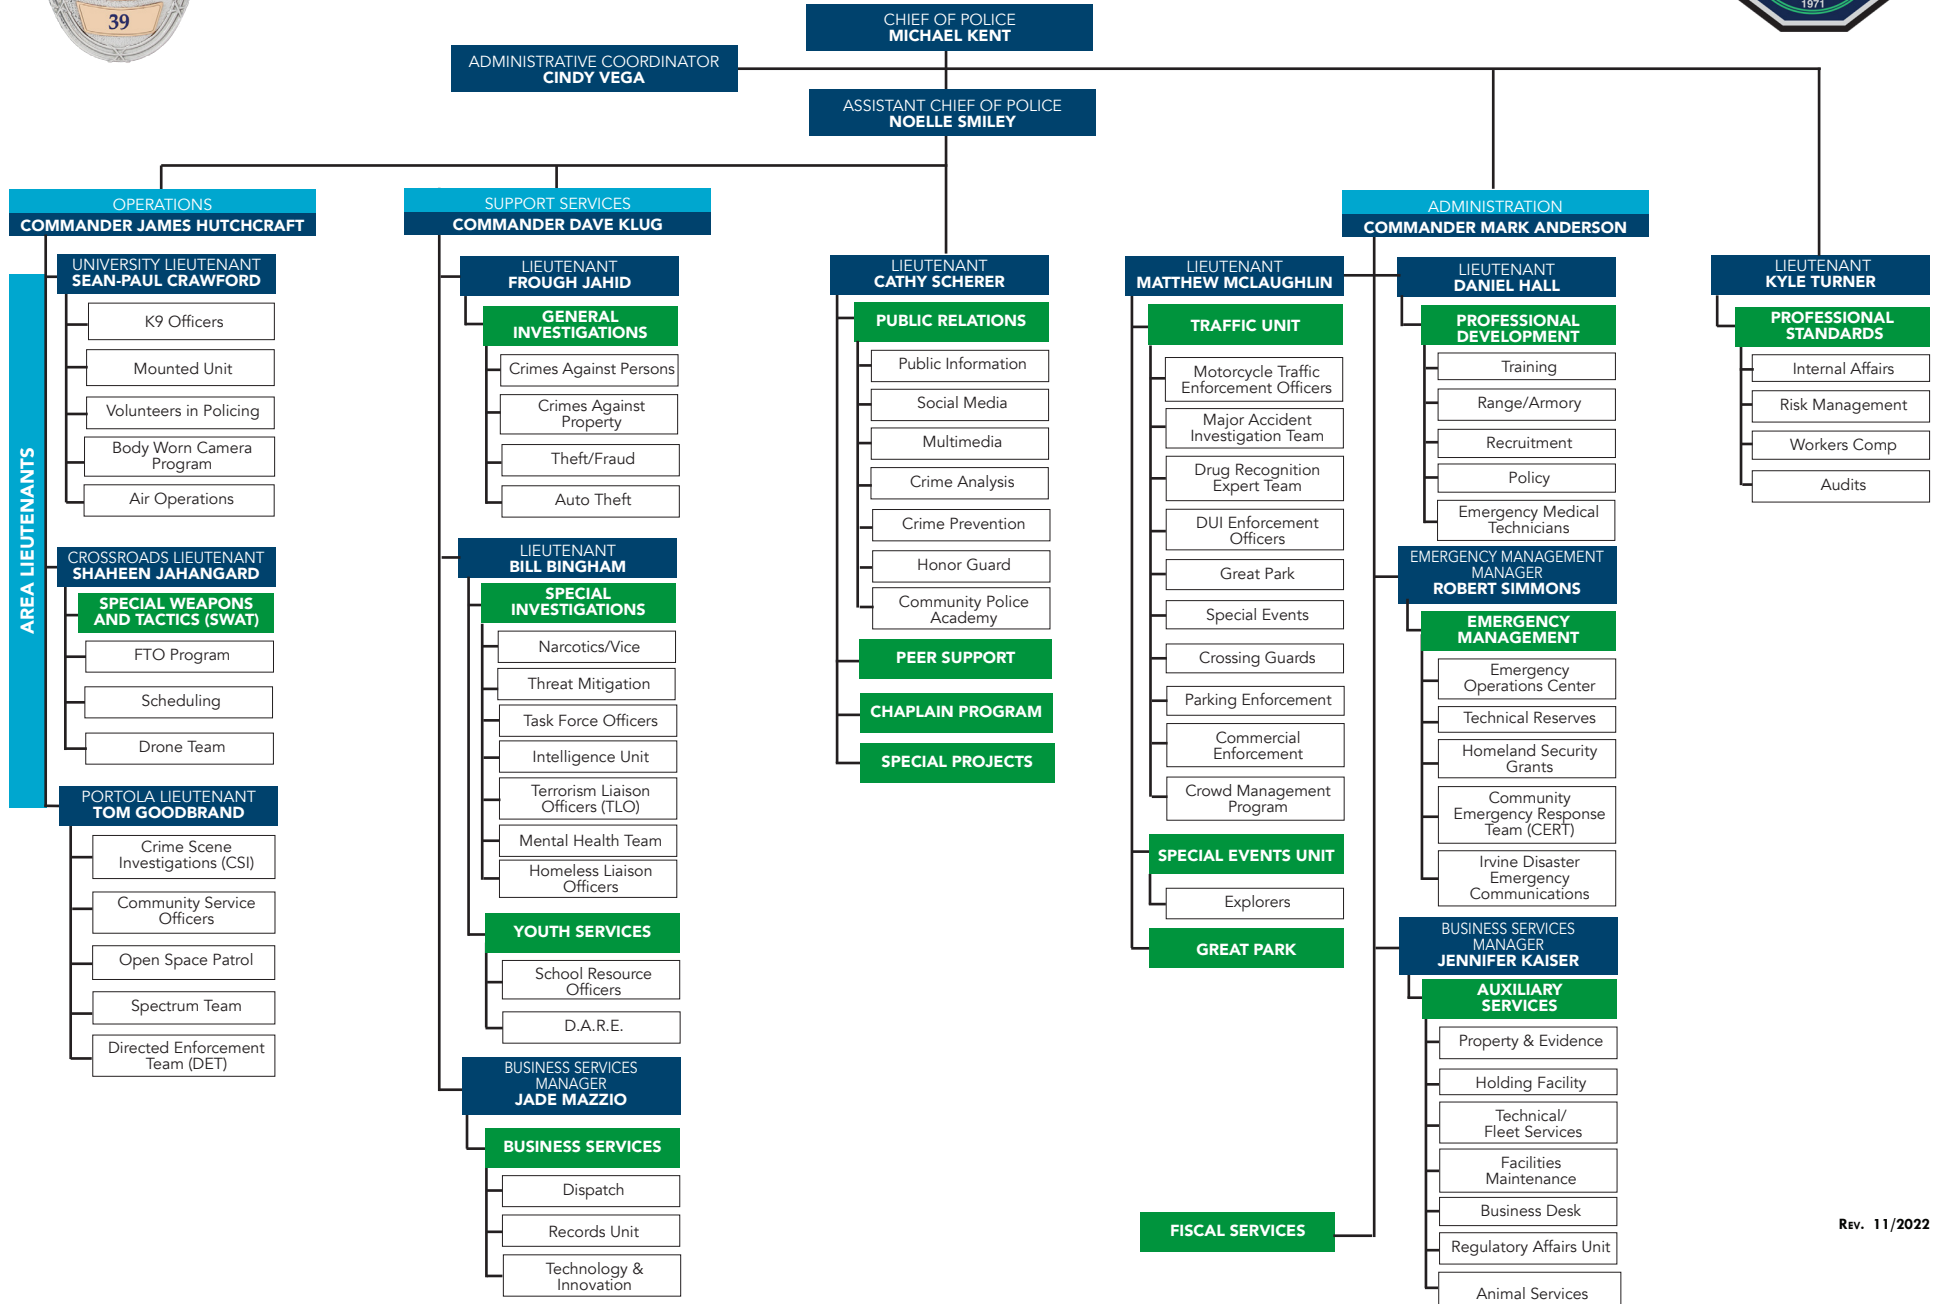 39
1971
CHIEF OF POLICE
MICHAEL KENT
ADMINISTRATIVE COORDINATOR
CINDY VEGA
ASSISTANT CHIEF OF POLICE
NOELLE SMILEY
OPERATIONS
COMMANDER JAMES HUTCHCRAFT
AREA LIEUTENANTS
UNIVERSITY LIEUTENANT
SEAN-PAUL CRAWFORD
K9 Officers
Mounted Unit
Volunteers in Policing
Body Worn Camera
Program
Air Operations
CROSSROADS LIEUTENANT
SHAHEEN JAHANGARD
SPECIAL WEAPONS
AND TACTICS (SWAT)
FTO Program
Scheduling
Drone Team
PORTOLA LIEUTENANT
TOM GOODBRAND
Crime Scene
Investigations (CSI)
Community Service
Officers
Open Space Patrol
Spectrum Team
Directed Enforcement
Team (DET)
SUPPORT SERVICES
COMMANDER DAVE KLUG
LIEUTENANT
FROUGH JAHID
GENERAL
INVESTIGATIONS
Crimes Against Persons
Crimes Against
Property
Theft/Fraud
Auto Theft
LIEUTENANT
BILL BINGHAM
SPECIAL
INVESTIGATIONS
Narcotics/Vice
Threat Mitigation
Task Force Officers
Intelligence Unit
Terrorism Liaison
Officers (TLO)
Mental Health Team
Homeless Liaison
Officers
YOUTH SERVICES
School Resource
Officers
D.A.R.E.
BUSINESS SERVICES
MANAGER
JADE MAZZIO
BUSINESS SERVICES
Dispatch
Records Unit
Technology &
Innovation
LIEUTENANT
CATHY SCHERER
PUBLIC RELATIONS
Public Information
Social Media
Multimedia
Crime Analysis
Crime Prevention
Honor Guard
Community Police
Academy
PEER SUPPORT
CHAPLAIN PROGRAM
SPECIAL PROJECTS
ADMINISTRATION
COMMANDER MARK ANDERSON
LIEUTENANT
MATTHEW MCLAUGHLIN
TRAFFIC UNIT
Motorcycle Traffic
Enforcement Officers
Major Accident
Investigation Team
Drug Recognition
Expert Team
DUI Enforcement
Officers
Great Park
Special Events
Crossing Guards
Parking Enforcement
Commercial
Enforcement
Crowd Management
Program
SPECIAL EVENTS UNIT
Explorers
GREAT PARK
FISCAL SERVICES
LIEUTENANT
DANIEL HALL
PROFESSIONAL
DEVELOPMENT
Training
Range/Armory
Recruitment
Policy
Emergency Medical
Technicians
EMERGENCY MANAGEMENT
MANAGER
ROBERT SIMMONS
EMERGENCY
MANAGEMENT
Emergency
Operations Center
Technical Reserves
Homeland Security
Grants
Community
Emergency Response
Team (CERT)
Irvine Disaster
Emergency
Communications
BUSINESS SERVICES
MANAGER
JENNIFER KAISER
AUXILIARY
SERVICES
Property & Evidence
Holding Facility
Technical/
Fleet Services
Facilities
Maintenance
Business Desk
Regulatory Affairs Unit
Animal Services
LIEUTENANT
KYLE TURNER
PROFESSIONAL
STANDARDS
Internal Affairs
Risk Management
Workers Comp
Audits
REV. 11/2022